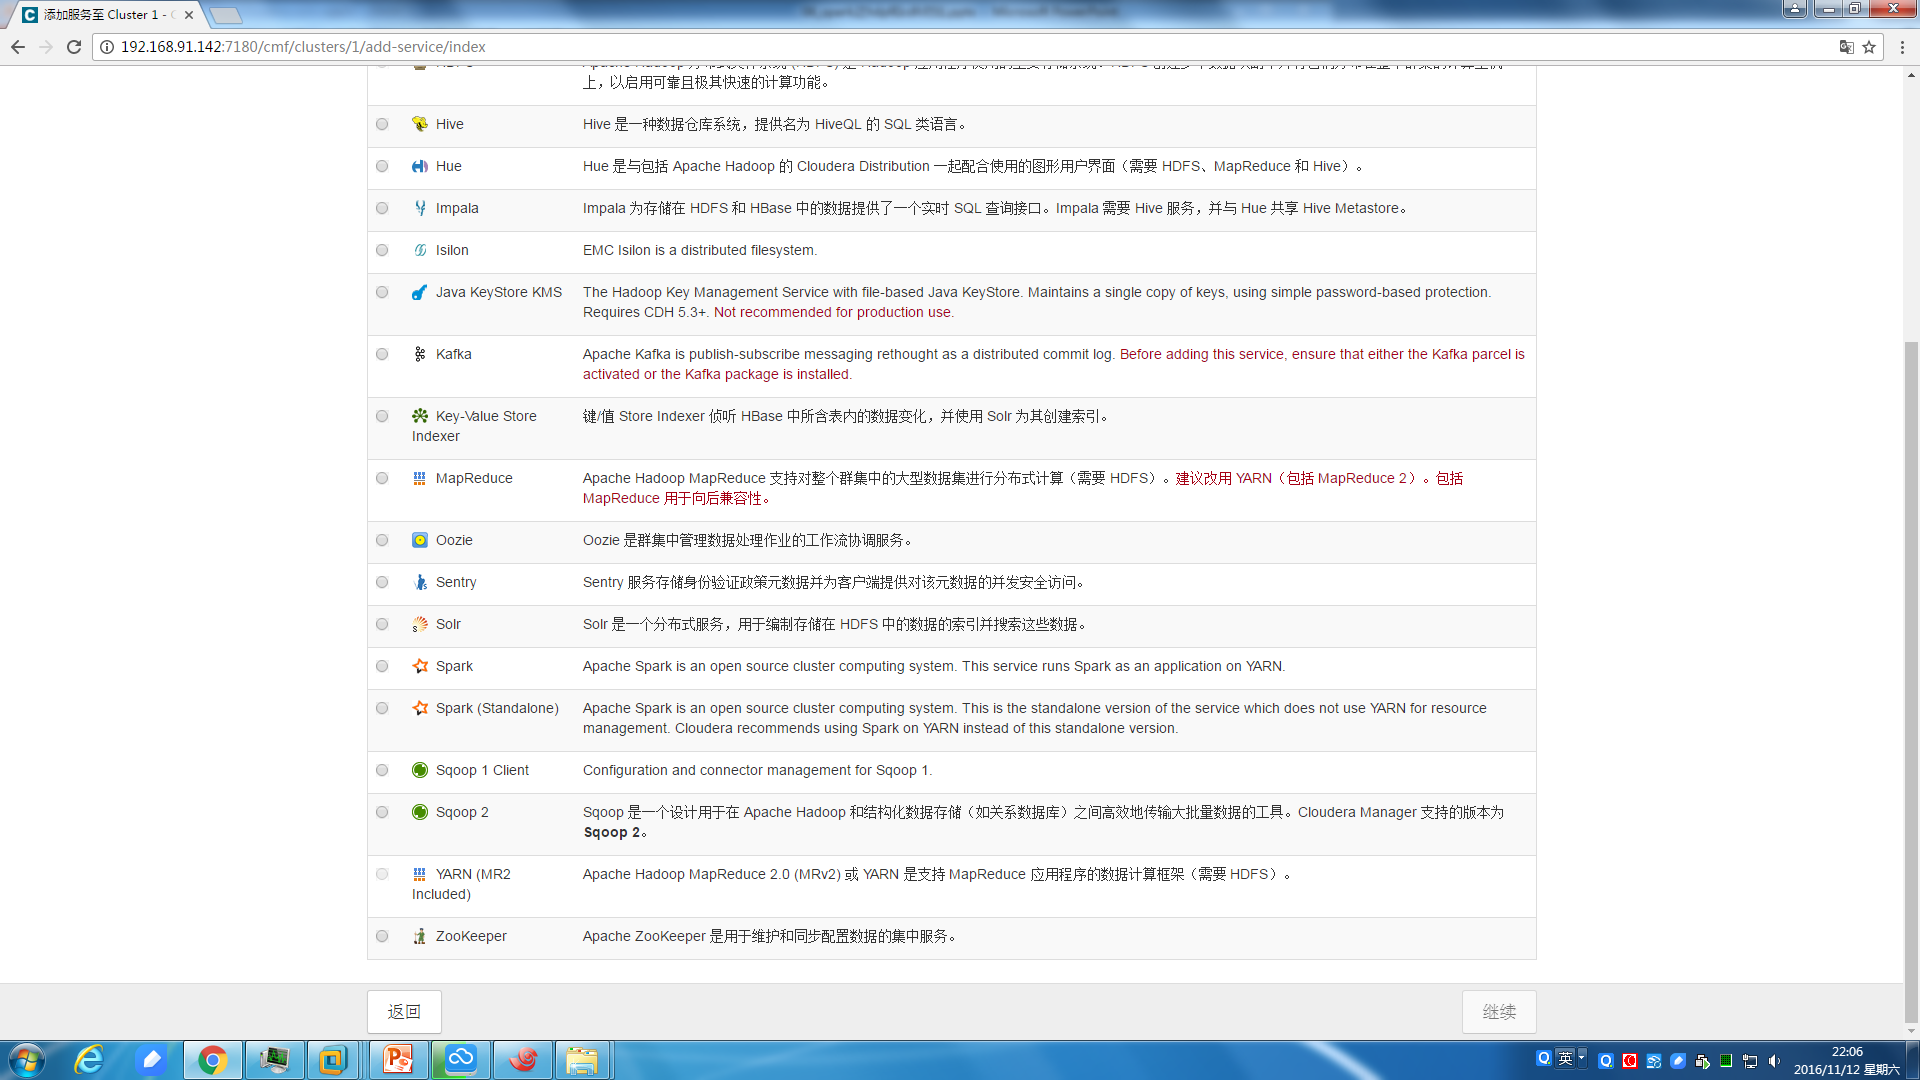 添加服务至 Cluster 1 - C
192.168.91.142:7180/cmf/clusters/1/add-service/index
上，以启用可靠且极其快速的计算功能。
Hive
Hive 是一种数据仓库系统，提供名为 HiveQL 的 SQL 类语言。
Hue
Hue 是与包括 Apache Hadoop 的 Cloudera Distribution 一起配合使用的图形用户界面（需要 HDFS、MapReduce 和 Hive）。
Impala
Impala 为存储在 HDFS 和 HBase 中的数据提供了一个实时 SQL 查询接口。Impala 需要 Hive 服务，并与 Hue 共享 Hive Metastore。
Isilon
EMC Isilon is a distributed filesystem.
Java KeyStore KMS
The Hadoop Key Management Service with file-based Java KeyStore. Maintains a single copy of keys, using simple password-based protection.
Requires CDH 5.3+. Not recommended for production use.
Kafka
Apache Kafka is publish-subscribe messaging rethought as a distributed commit log. Before adding this service, ensure that either the Kafka parcel is
activated or the Kafka package is installed.
Key-Value Store
Indexer
键/值 Store Indexer 侦听 HBase 中所含表内的数据变化，并使用 Solr 为其创建索引。
MapReduce
Apache Hadoop MapReduce 支持对整个群集中的大型数据集进行分布式计算（需要 HDFS）。建议改用 YARN（包括 MapReduce 2）。包括
MapReduce 用于向后兼容性。
Oozie
Oozie 是群集中管理数据处理作业的工作流协调服务。
Sentry
Sentry 服务存储身份验证政策元数据并为客户端提供对该元数据的并发安全访问。
Solr
Solr 是一个分布式服务，用于编制存储在 HDFS 中的数据的索引并搜索这些数据。
Spark
Apache Spark is an open source cluster computing system. This service runs Spark as an application on YARN.
Spark (Standalone)
Apache Spark is an open source cluster computing system. This is the standalone version of the service which does not use YARN for resource
management. Cloudera recommends using Spark on YARN instead of this standalone version.
Sqoop 1 Client
Configuration and connector management for Sqoop 1.
Sqoop 2
Sqoop 是一个设计用于在 Apache Hadoop 和结构化数据存储（如关系数据库）之间高效地传输大批量数据的工具。Cloudera Manager 支持的版本为
Sqoop 2。
YARN (MR2
Included)
Apache Hadoop MapReduce 2.0 (MRv2) 或 YARN 是支持 MapReduce 应用程序的数据计算框架（需要 HDFS）。
ZooKeeper
Apache ZooKeeper 是用于维护和同步配置数据的集中服务。
返回
继续
英
22:06
2016/11/12 星期六